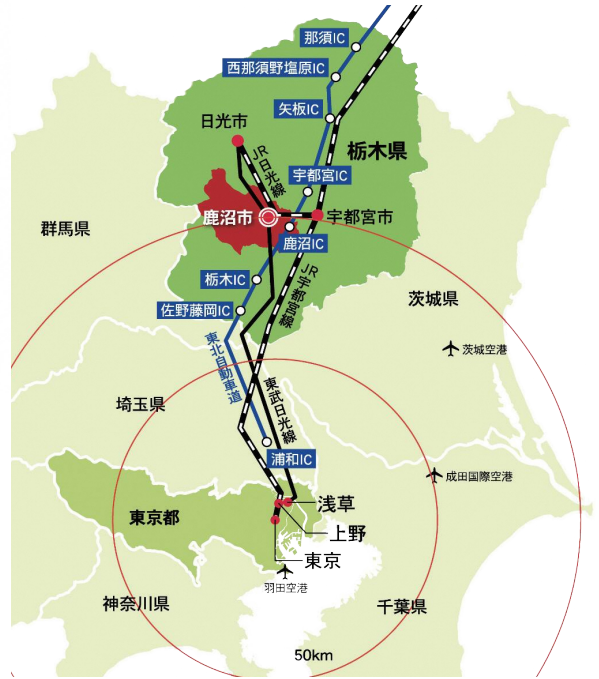 那須IC
西那須野塩原IC
矢板IC
日光市
栃木県
JR日光線
宇都宮IC
鹿沼市
宇都宮市
群馬県
鹿沼IC
栃木IC
JR宇都宮線
佐野藤岡IC
茨城県
東北自動車道
茨城空港
東武日光線
埼玉県
浦和IC
成田国際空港
東京都
浅草
上野
東京
羽田空港
神奈川県
千葉県
50km